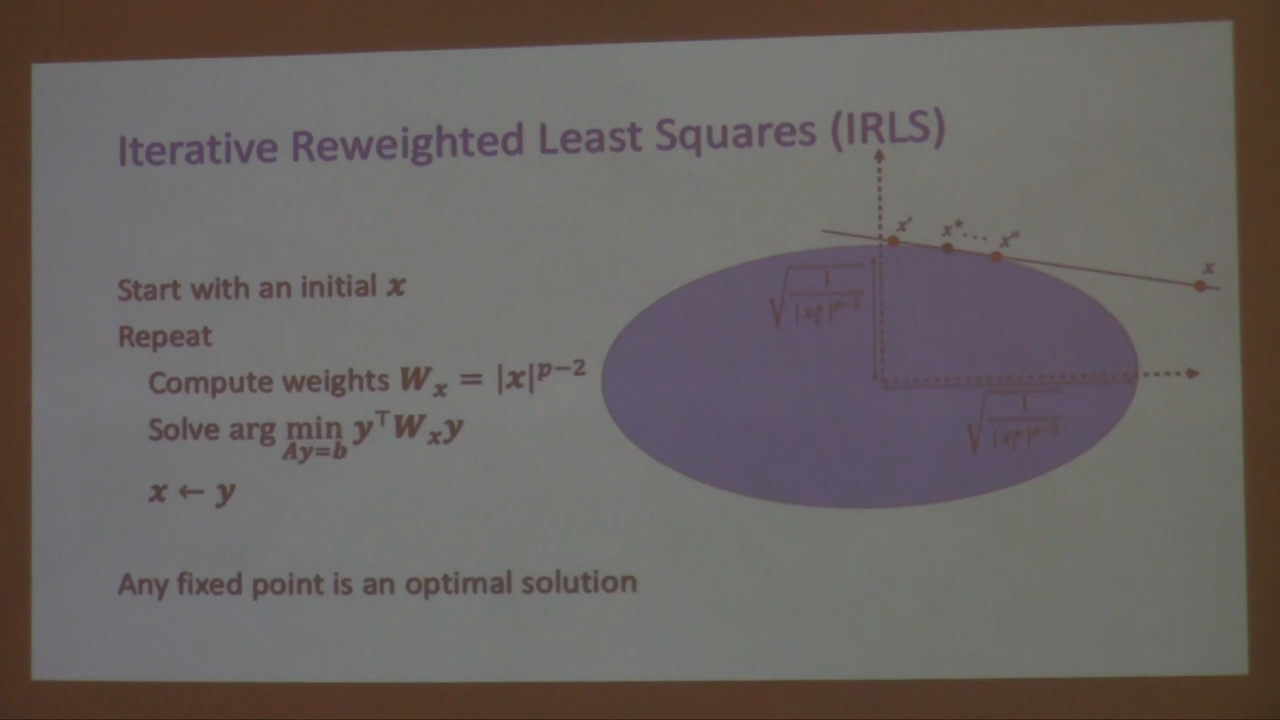 Iterative Reweighted Least Squares (IRLS)
Start with an initial x
Repeat
Compute weights Wₓ = |x|ᵖ⁻²
Solve arg min y⊤Wₓy
Ay=b
x ← y
Any fixed point is an optimal solution
x′ x* ... x″
x